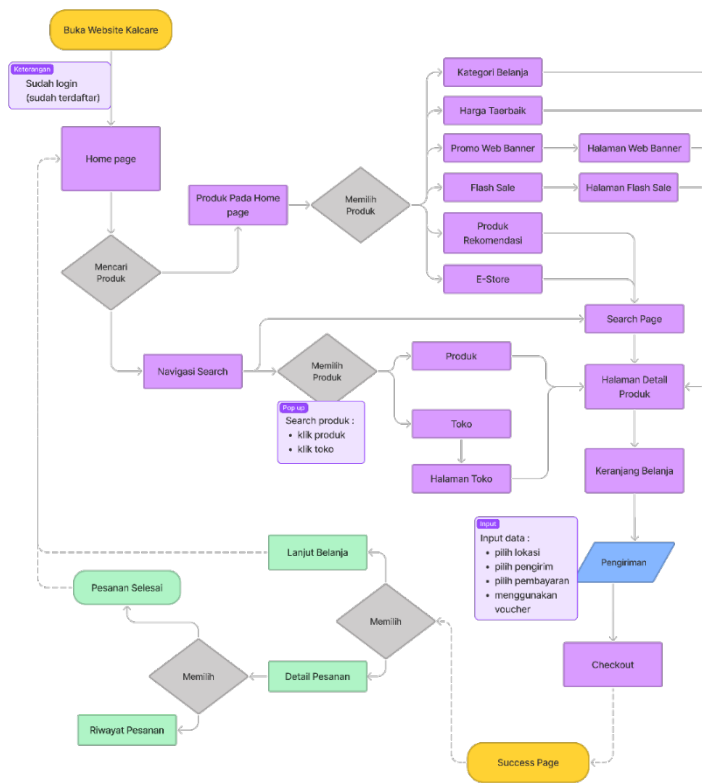 Buka Website Kalcare
Keterangan
Sudah login
(sudah terdaftar)
Home page
Mencari
Produk
Produk Pada Home
page
Memilih
Produk
Kategori Belanja
Harga Taerbaik
Promo Web Banner
Halaman Web Banner
Flash Sale
Halaman Flash Sale
Produk
Rekomendasi
E-Store
Search Page
Navigasi Search
Memilih
Produk
Pop up
Search produk :
• klik produk
• klik toko
Produk
Toko
Halaman Toko
Halaman Detail
Produk
Keranjang Belanja
Input
Input data :
• pilih lokasi
• pilih pengirim
• pilih pembayaran
• menggunakan
voucher
Pengiriman
Checkout
Success Page
Memilih
Lanjut Belanja
Detail Pesanan
Memilih
Pesanan Selesai
Riwayat Pesanan